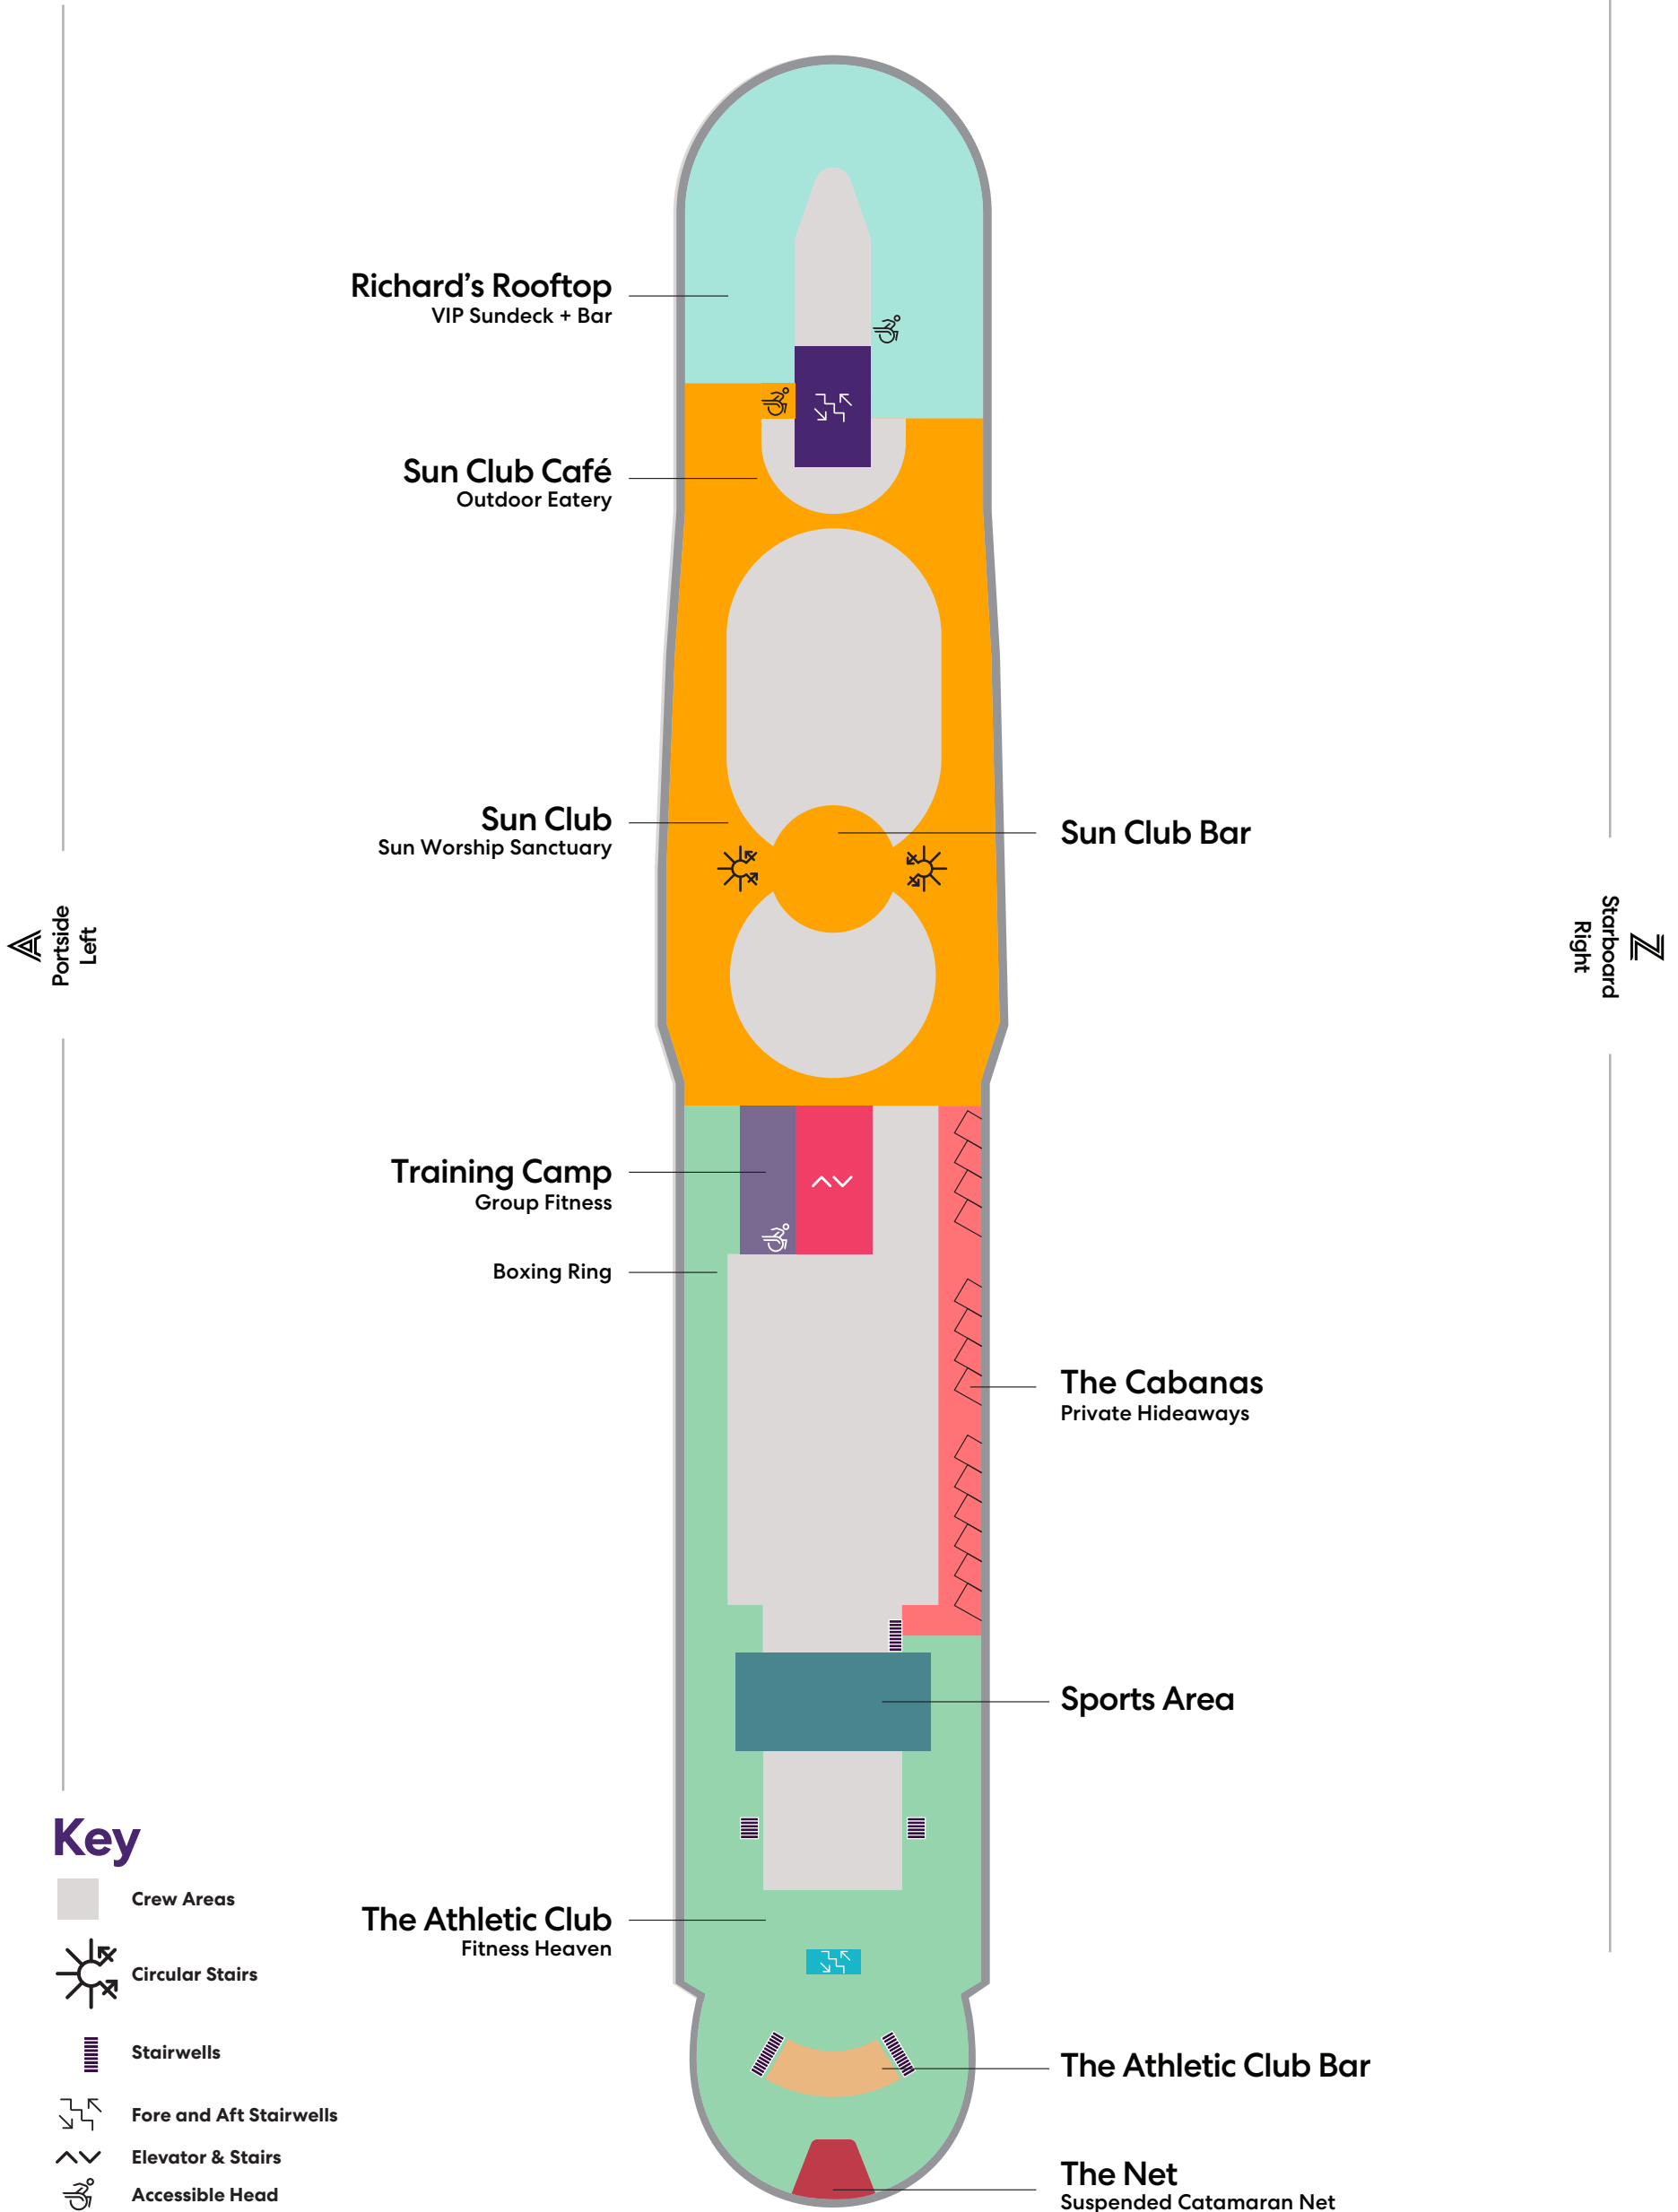 Richard’s Rooftop
VIP Sundeck + Bar
Sun Club Café
Outdoor Eatery
Sun Club
Sun Worship Sanctuary
Sun Club Bar
Portside
Left
Starboard
Right
Training Camp
Group Fitness
Boxing Ring
The Cabanas
Private Hideaways
Sports Area
Key
Crew Areas
Circular Stairs
Stairwells
Fore and Aft Stairwells
Elevator & Stairs
Accessible Head
The Athletic Club
Fitness Heaven
The Athletic Club Bar
The Net
Suspended Catamaran Net